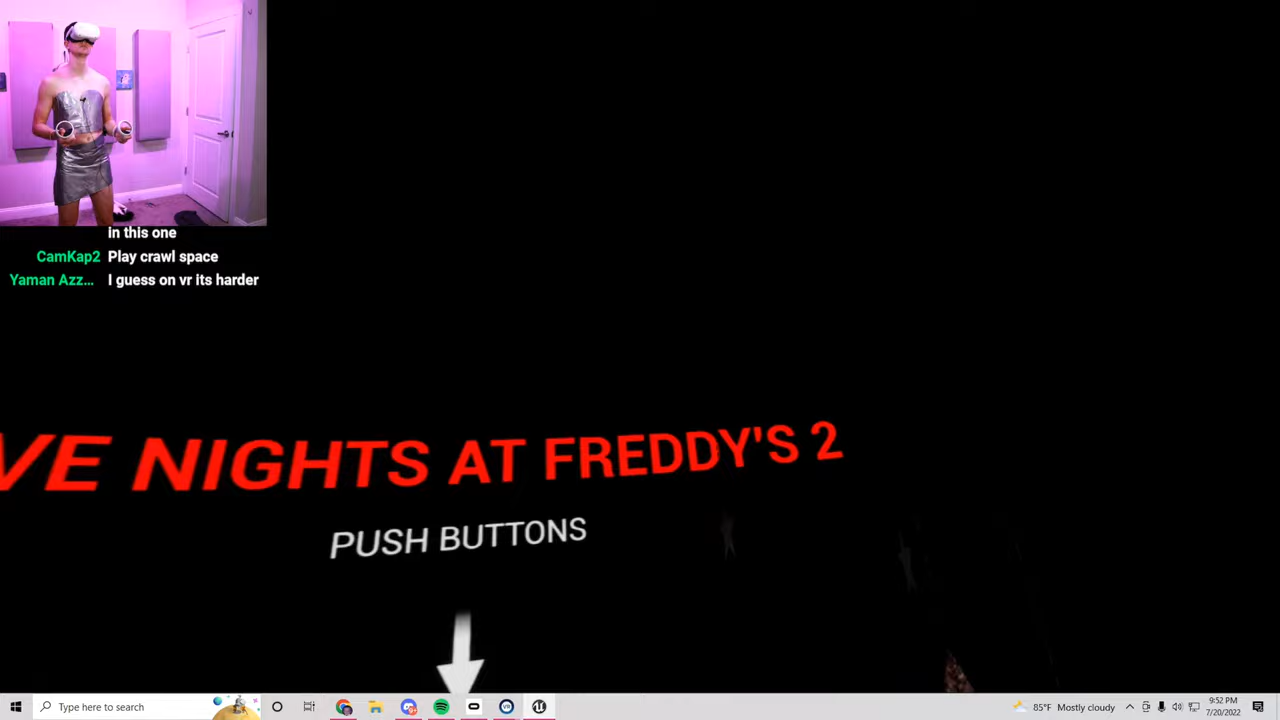 in this one
CamKap2 Play crawl space
Yaman Azz... I guess on vr its harder
VE NIGHTS AT FREDDY'S 2
PUSH BUTTONS
Type here to search
85°F Mostly cloudy
9:52 PM
7/20/2022